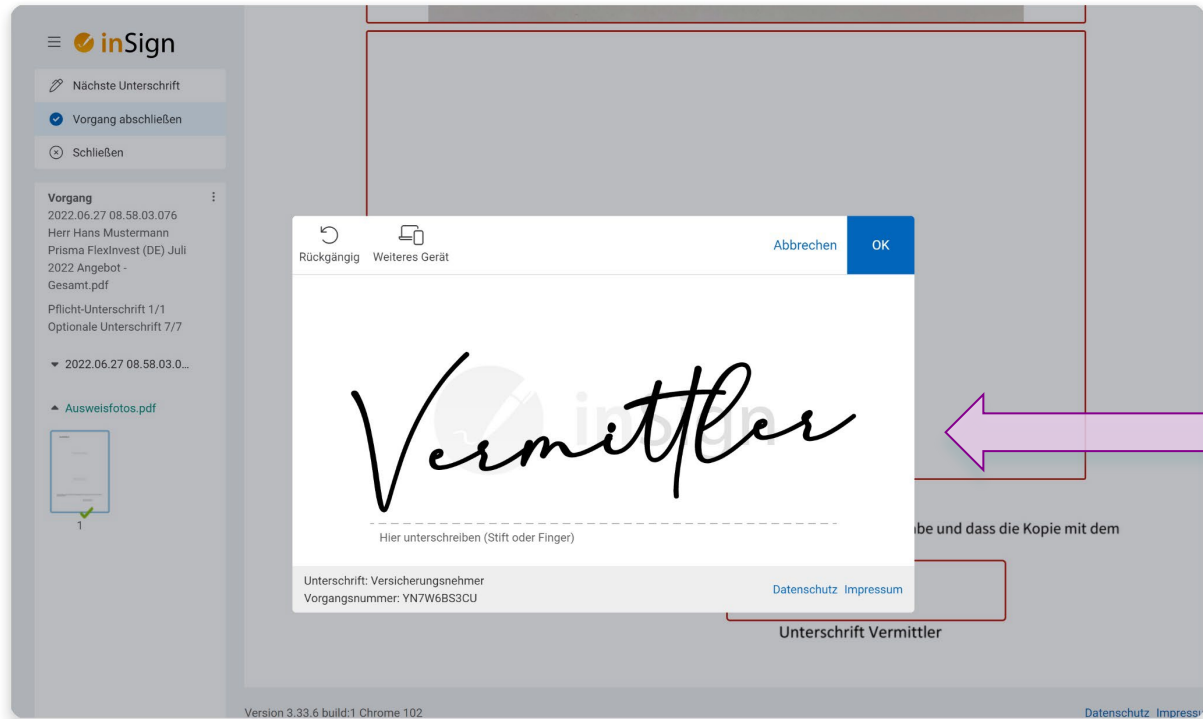 inSign
Nächste Unterschrift
Vorgang abschließen
Schließen
Vorgang
2022.06.27 08.58.03.076
Herr Hans Mustermann
Prisma FlexInvest (DE) Juli
2022 Angebot -
Gesamt.pdf
Pflicht-Unterschrift 1/1
Optionale Unterschrift 7/7
2022.06.27 08.58.03.0...
Ausweisfotos.pdf
1
Rückgängig
Weiteres Gerät
Abbrechen
OK
inSign
Vermittler
Hier unterschreiben (Stift oder Finger)
Unterschrift: Versicherungsnehmer
Vorgangsnummer: YN7W6BS3CU
Datenschutz Impressum
und dass die Kopie mit dem
Unterschrift Vermittler
Version 3.33.6 build:1 Chrome 102
Datenschutz